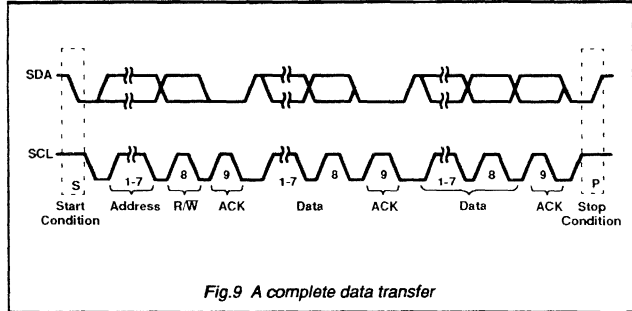 SDA
SCL
S 1-7 8 9 1-7 8 9 1-7 8 9 P
Start Condition Address R/W̅ ACK Data ACK Data ACK Stop Condition
Fig.9 A complete data transfer